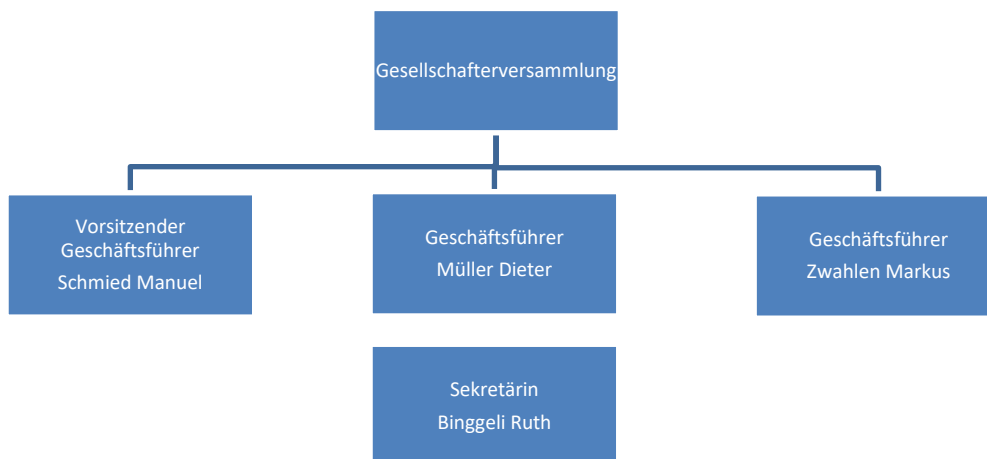 Gesellschafterversammlung
Vorsitzender
Geschäftsführer
Schmied Manuel
Geschäftsführer
Müller Dieter
Geschäftsführer
Zwahlen Markus
Sekretärin
Binggeli Ruth